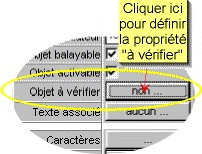 Cliquer ici
pour définir
la propriété
"à vérifier"
Objet balayable
Objet activable
Objet à vérifier
non ...
Texte associé
aucun ...
Caractères
...